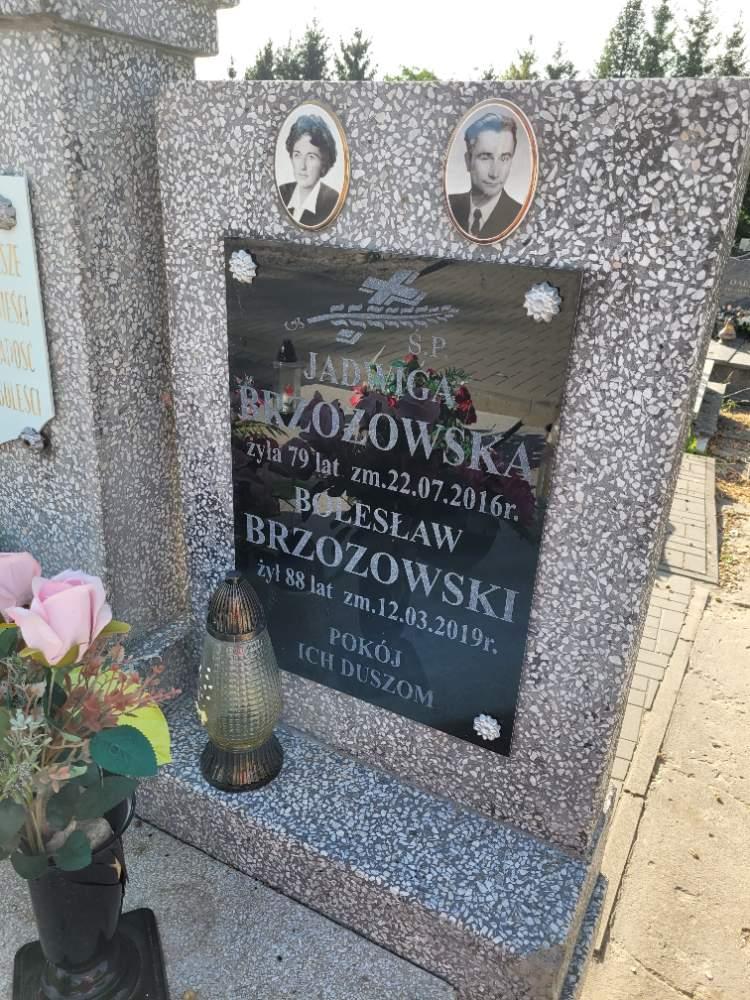 SZE
Ś.P
JADWIGA
BRZOZOWSKA
żyła 79 lat zm.22.07.2016r.
BOLESŁAW
BRZOZOWSKI
żył 88 lat zm.12.03.2019r.
POKÓJ
ICH DUSZOM